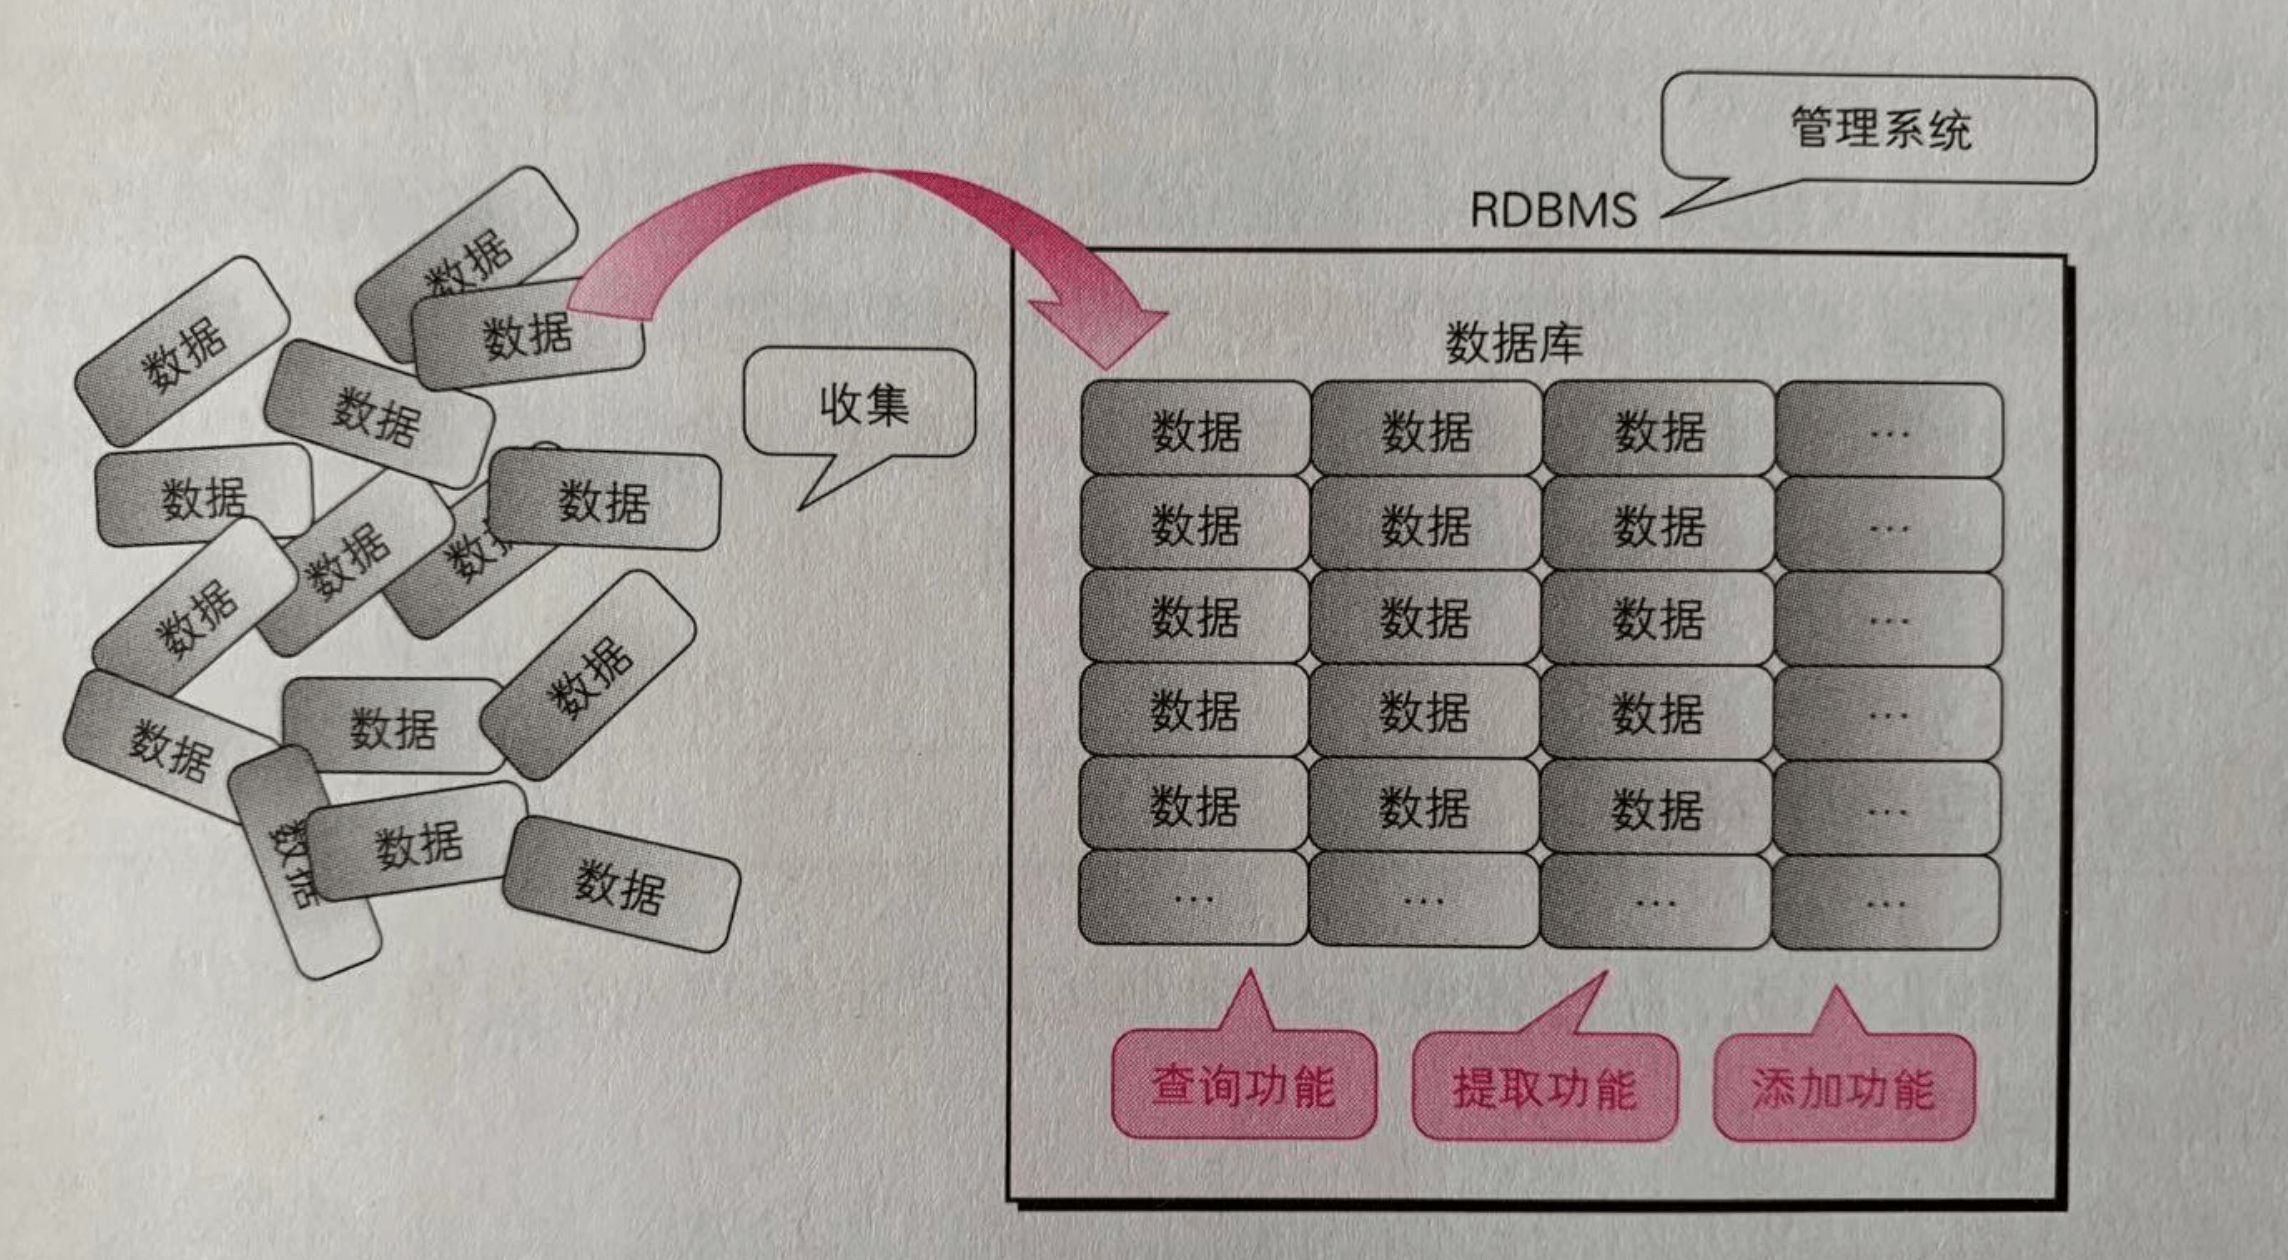 管理系统
RDBMS
数据
数据
数据
数据
数据
数据
数据
数
数据
数据
数据
数据
数据
数据
数据
收集
数据库
数据 数据 数据 …
数据 数据 数据 …
数据 数据 数据 …
数据 数据 数据 …
数据 数据 数据 …
… … … …
查询功能 提取功能 添加功能